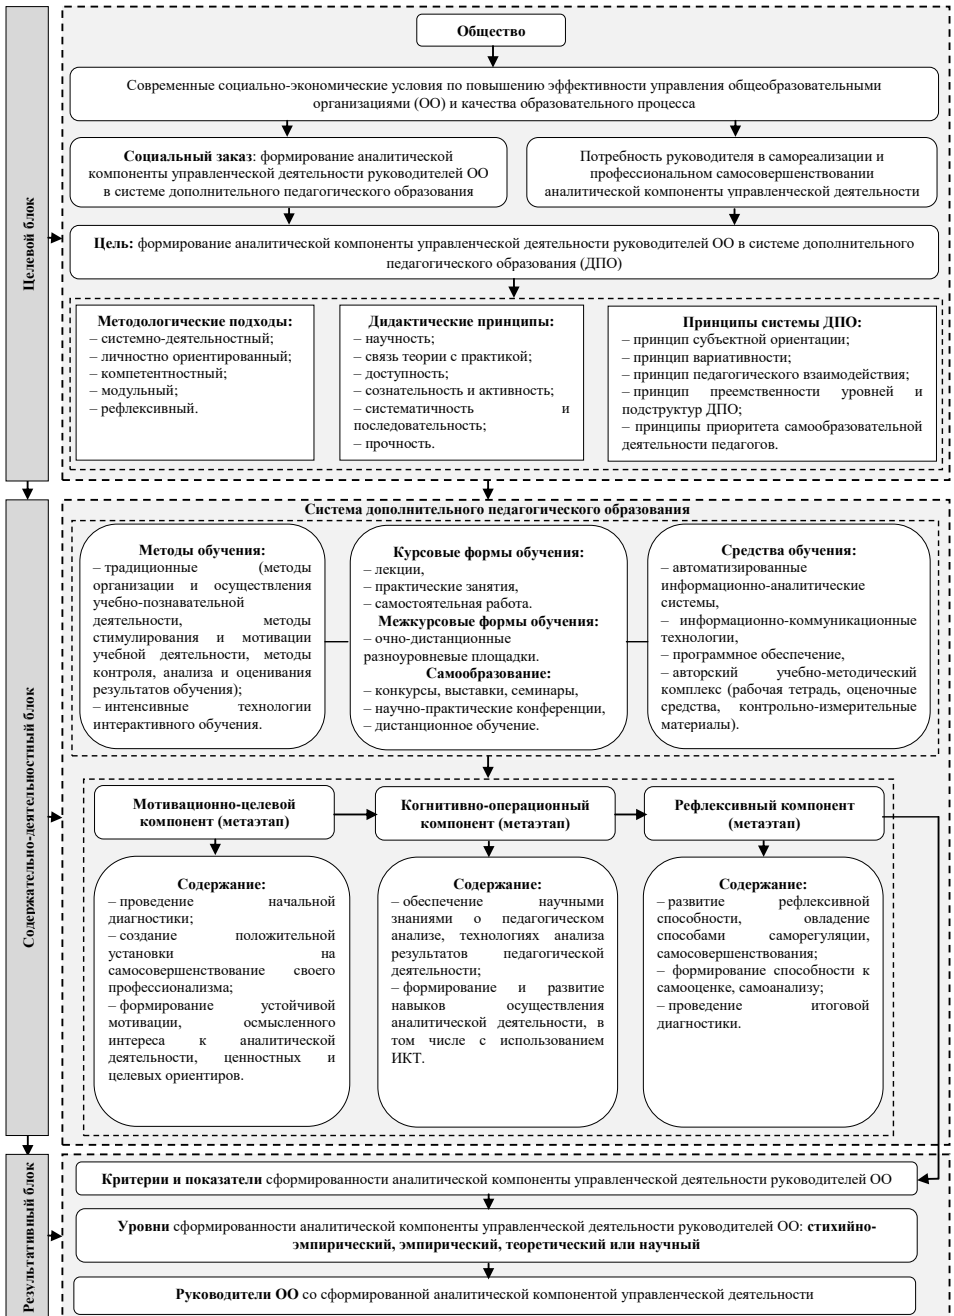 Общество
Современные социально-экономические условия по повышению эффективности управления общеобразовательными
организациями (ОО) и качества образовательного процесса
Социальный заказ: формирование аналитической
компоненты управленческой деятельности руководителей ОО
в системе дополнительного педагогического образования
Потребность руководителя в самореализации и
профессиональном самосовершенствовании
аналитической компоненты управленческой деятельности
Целевой блок
Цель: формирование аналитической компоненты управленческой деятельности руководителей ОО в системе дополнительного
педагогического образования (ДПО)
Методологические подходы:
– системно-деятельностный;
– личностно ориентированный;
– компетентностный;
– модульный;
– рефлексивный.
Дидактические принципы:
– научность;
– связь теории с практикой;
– доступность;
– сознательность и активность;
– систематичность и
последовательность;
– прочность.
Принципы системы ДПО:
– принцип субъектной ориентации;
– принцип вариативности;
– принцип педагогического взаимодействия;
– принцип преемственности уровней и
подструктур ДПО;
– принципы приоритета самообразовательной
деятельности педагогов.
Содержательно-деятельностный блок
Система дополнительного педагогического образования
Методы обучения:
– традиционные (методы
организации и осуществления
учебно-познавательной
деятельности, методы
стимулирования и мотивации
учебной деятельности, методы
контроля, анализа и оценивания
результатов обучения);
– интенсивные технологии
интерактивного обучения.
Курсовые формы обучения:
– лекции,
– практические занятия,
– самостоятельная работа.
Межкурсовые формы обучения:
– очно-дистанционные
разноуровневые площадки.
Самообразование:
– конкурсы, выставки, семинары,
– научно-практические конференции,
– дистанционное обучение.
Средства обучения:
– автоматизированные
информационно-аналитические
системы,
– информационно-коммуникационные
технологии,
– программное обеспечение,
– авторский учебно-методический
комплекс (рабочая тетрадь, оценочные
средства, контрольно-измерительные
материалы).
Мотивационно-целевой
компонент (метаэтап)
Когнитивно-операционный
компонент (метаэтап)
Рефлексивный компонент
(метаэтап)
Содержание:
– проведение начальной
диагностики;
– создание положительной
установки на
самосовершенствование своего
профессионализма;
– формирование устойчивой
мотивации, осмысленного
интереса к аналитической
деятельности, ценностных и
целевых ориентиров.
Содержание:
– обеспечение научными
знаниями о педагогическом
анализе, технологиях анализа
результатов педагогической
деятельности;
– формирование и развитие
навыков осуществления
аналитической деятельности, в
том числе с использованием
ИКТ.
Содержание:
– развитие рефлексивной
способности, овладение
способами саморегуляции,
самосовершенствования;
– формирование способности к
самооценке, самоанализу;
– проведение итоговой
диагностики.
Результативный блок
Критерии и показатели сформированности аналитической компоненты управленческой деятельности руководителей ОО
Уровни сформированности аналитической компоненты управленческой деятельности руководителей ОО: стихийно-
эмпирический, эмпирический, теоретический или научный
Руководители ОО со сформированной аналитической компонентой управленческой деятельности